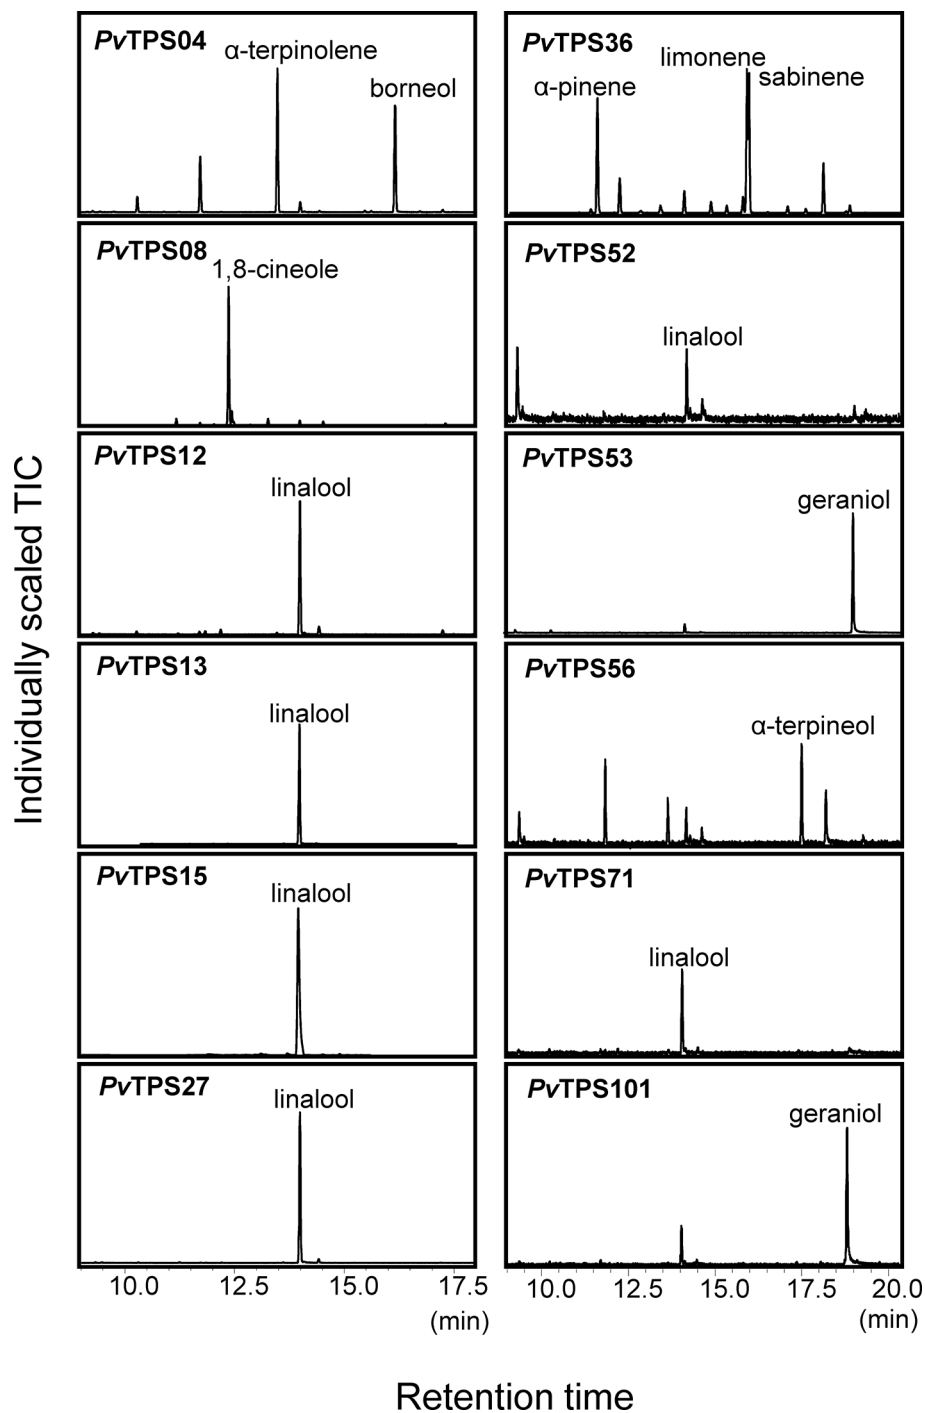 Individually scaled TIC
PvTPS04
α-terpinolene
borneol
PvTPS08
1,8-cineole
PvTPS12
linalool
PvTPS13
linalool
PvTPS15
linalool
PvTPS27
linalool
10.0 12.5 15.0 17.5
(min)
PvTPS36
limonene
α-pinene
sabinene
PvTPS52
linalool
PvTPS53
geraniol
PvTPS56
α-terpineol
PvTPS71
linalool
PvTPS101
geraniol
10.0 12.5 15.0 17.5 20.0
(min)
Retention time